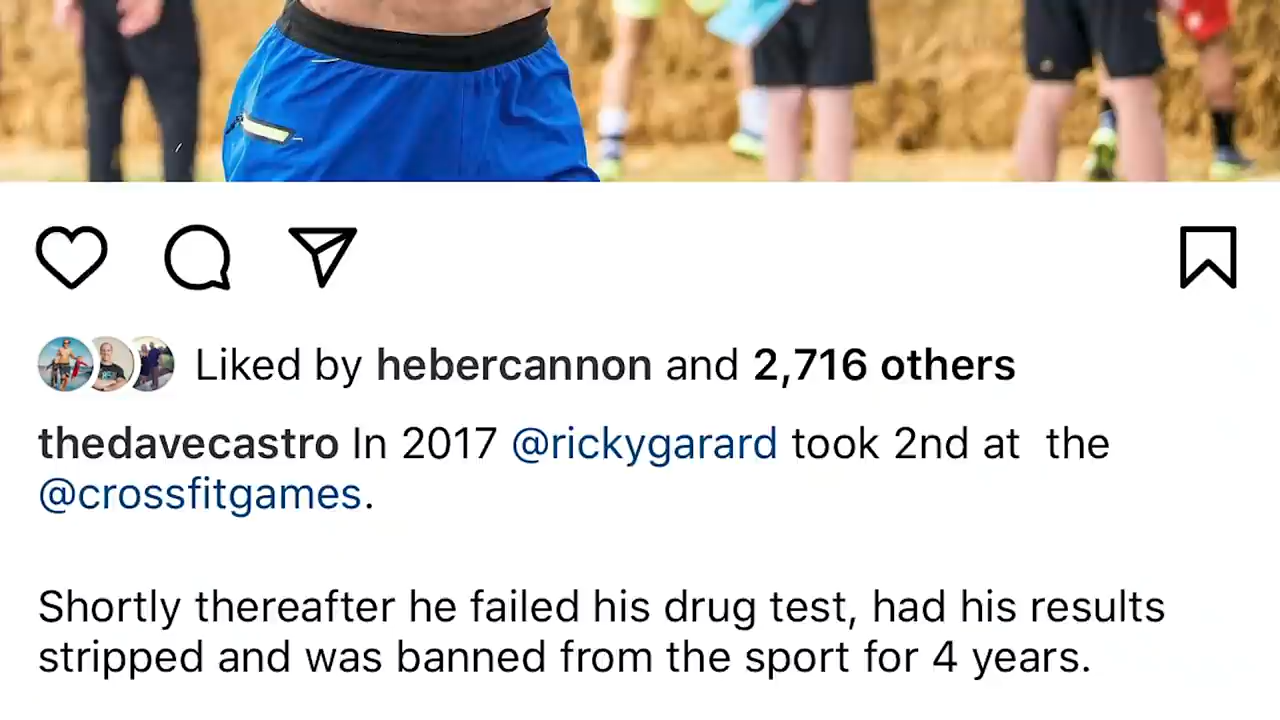 Liked by hebercannon and 2,716 others
thedavecastro In 2017 @rickygarard took 2nd at the
@crossfitgames.
Shortly thereafter he failed his drug test, had his results
stripped and was banned from the sport for 4 years.